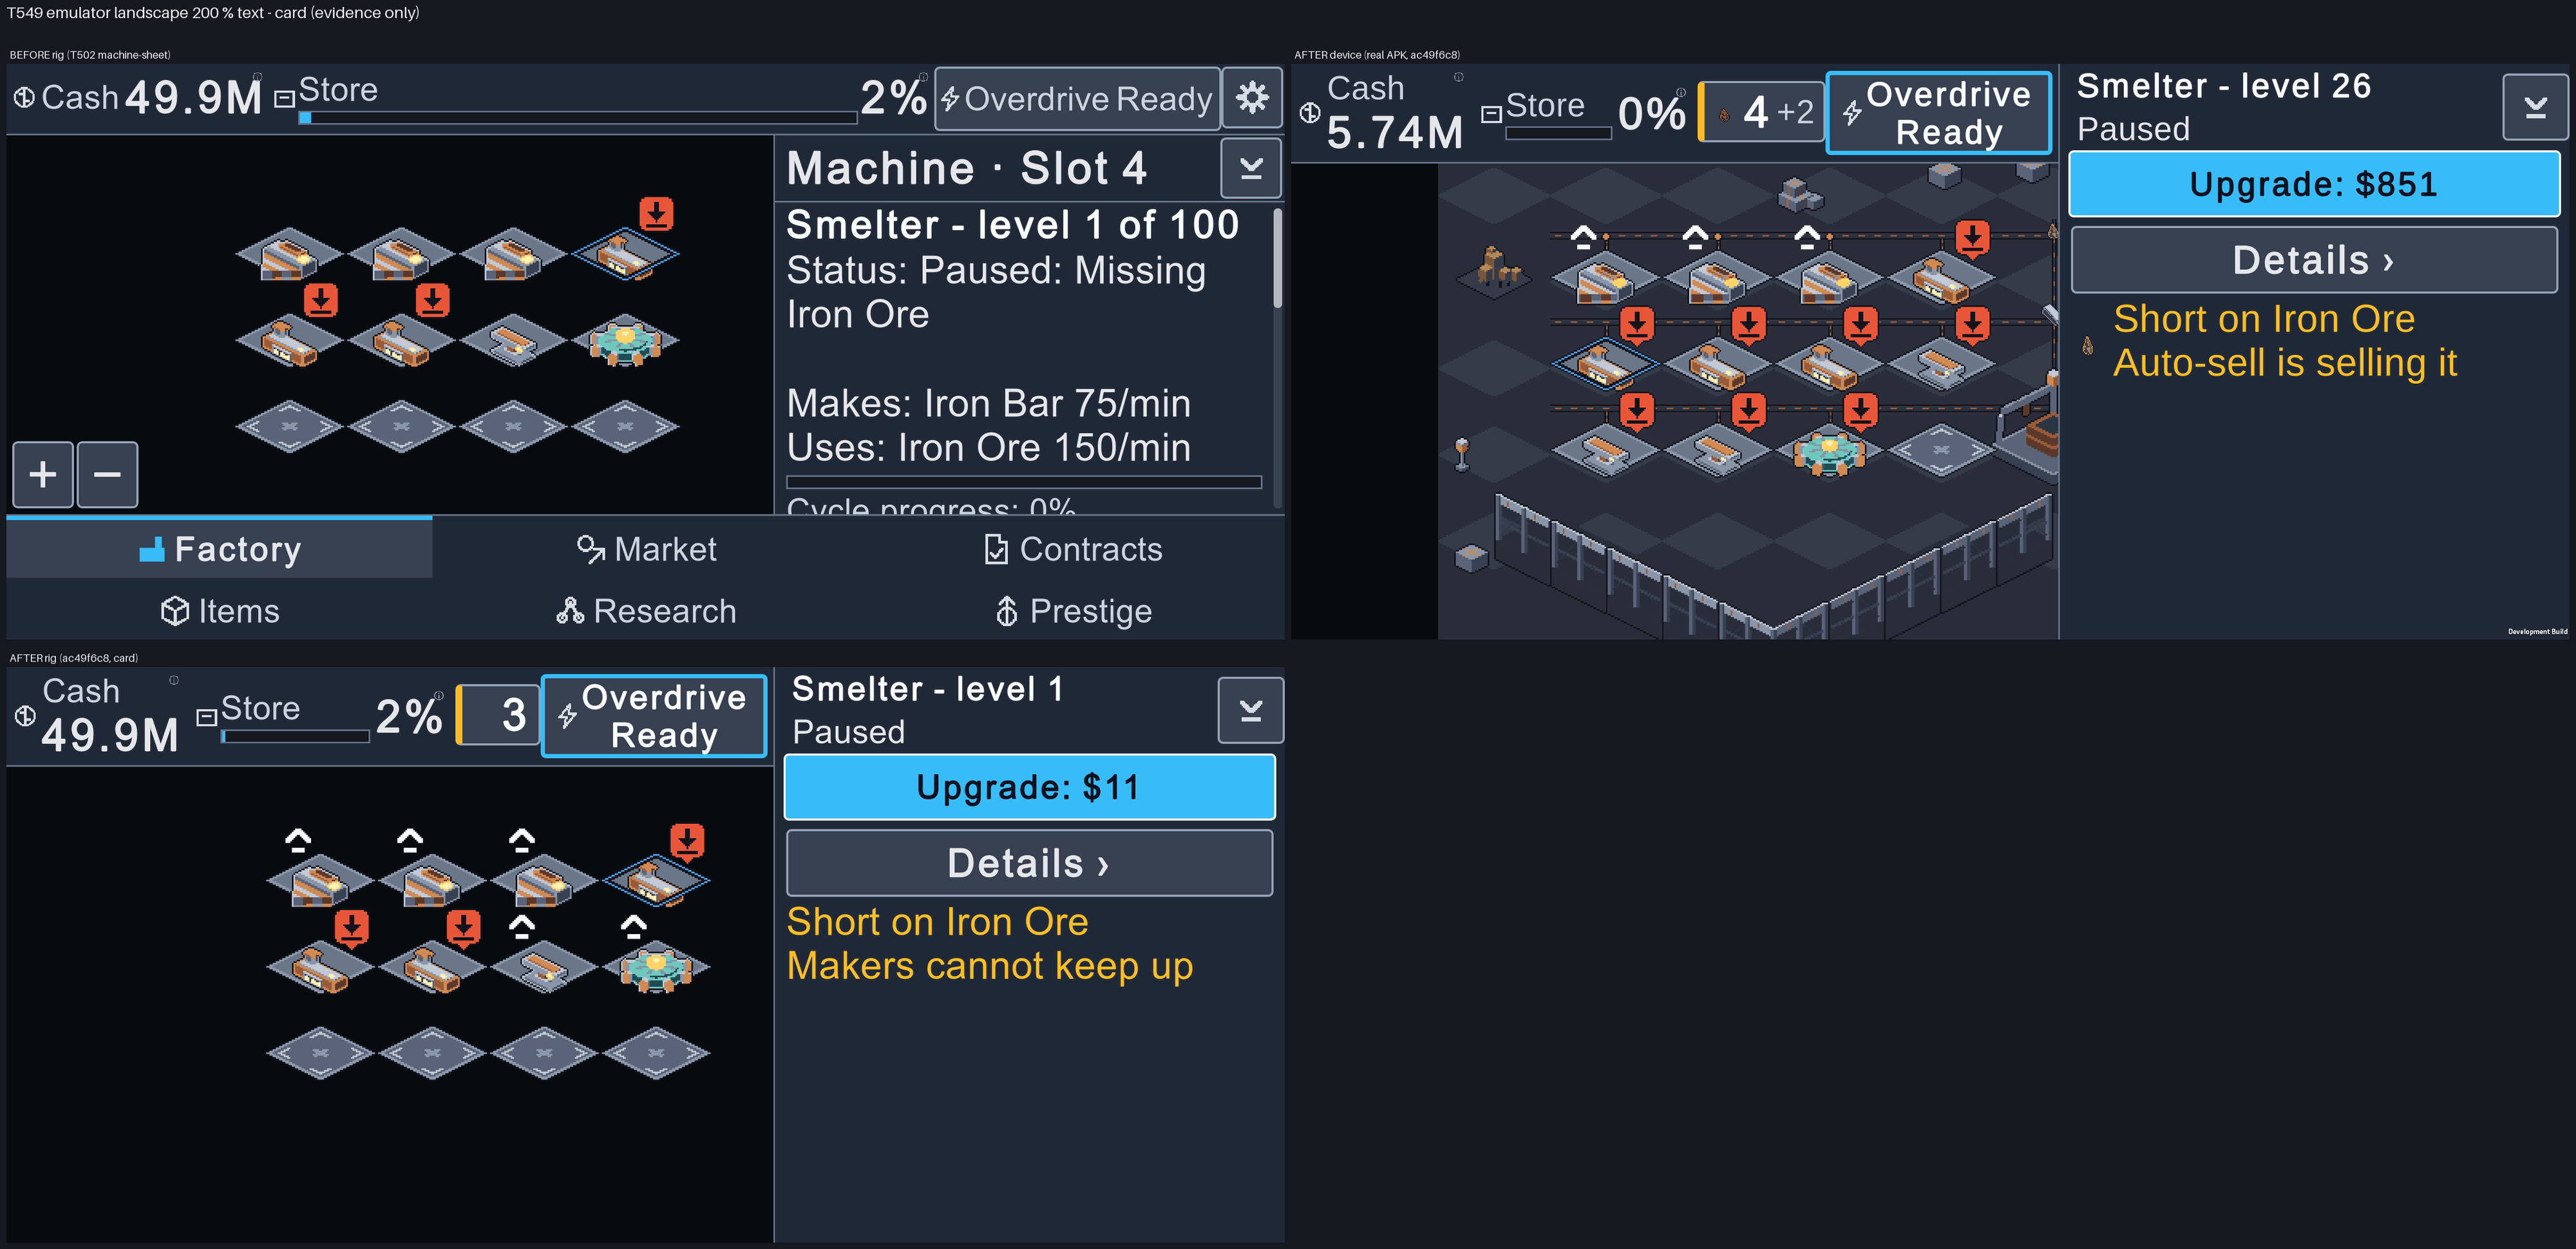 T549 emulator landscape 200 % text - card (evidence only)
BEFORE rig (T502 machine-sheet)
Cash 49.9M
Store
2%
Overdrive Ready
Machine · Slot 4
Smelter - level 1 of 100
Status: Paused: Missing
Iron Ore
Makes: Iron Bar 75/min
Uses: Iron Ore 150/min
Cycle progress: 0%
+ −
Factory
Market
Contracts
Items
Research
Prestige
AFTER device (real APK, ac49f6c8)
Cash
5.74M
Store
0%
4 +2
Overdrive
Ready
Smelter - level 26
Paused
Upgrade: $851
Details ›
Short on Iron Ore
Auto-sell is selling it
Development Build
AFTER rig (ac49f6c8, card)
Cash
49.9M
Store
2%
3
Overdrive
Ready
Smelter - level 1
Paused
Upgrade: $11
Details ›
Short on Iron Ore
Makers cannot keep up